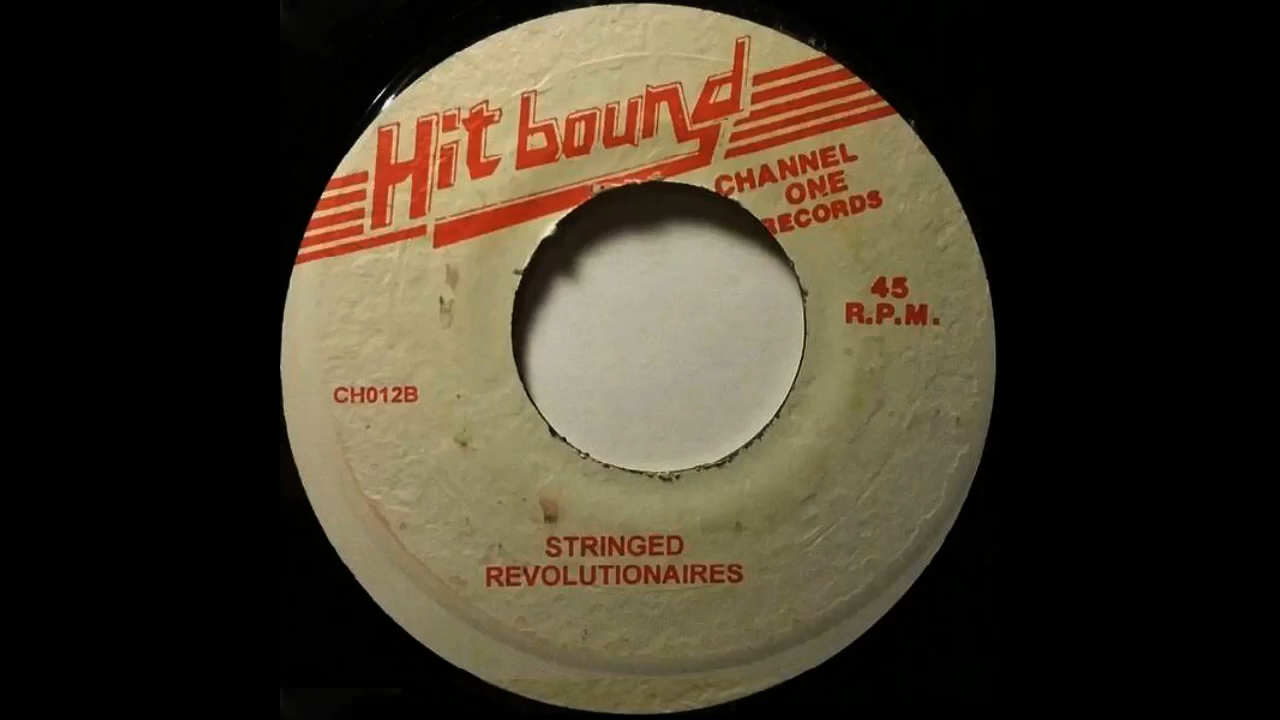 Hit bound
CHANNEL
ONE
RECORDS
45
R.P.M.
CH012B
STRINGED
REVOLUTIONAIRES